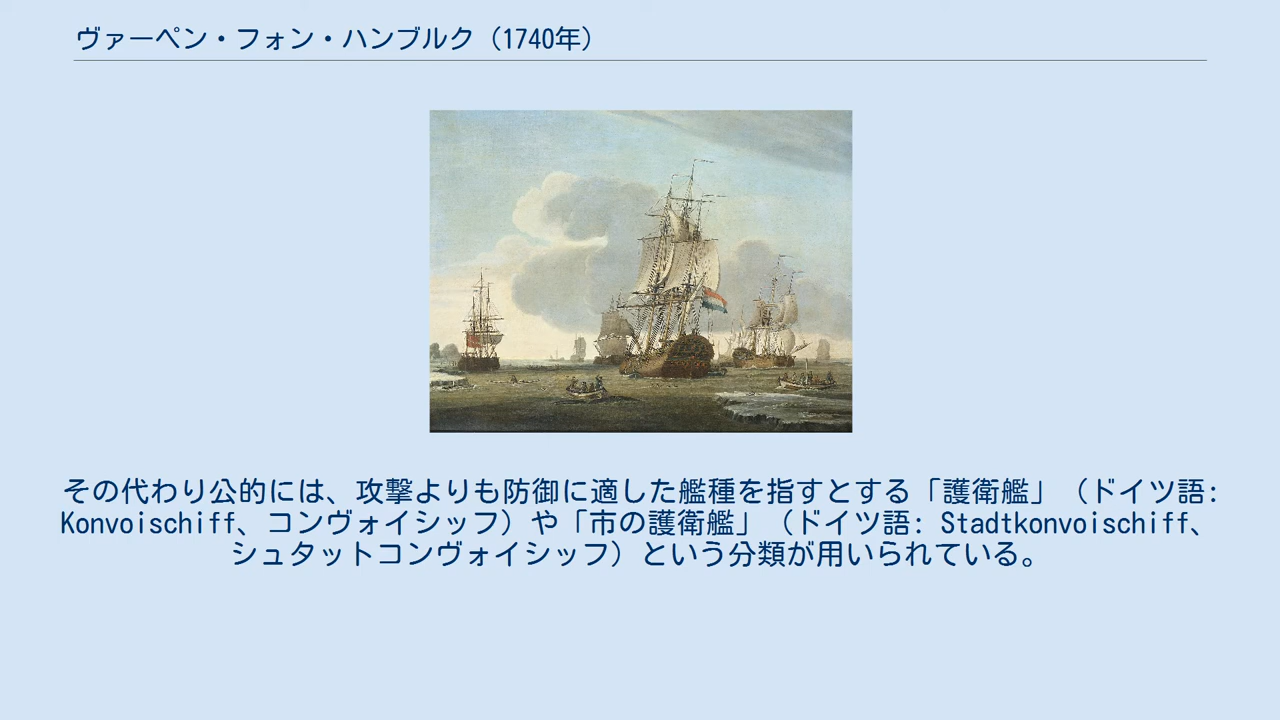 ヴァーペン・フォン・ハンブルク（1740年）
その代わり公的には、攻撃よりも防御に適した艦種を指すとする「護衛艦」（ドイツ語:
Konvoischiff、コンヴォイシッフ）や「市の護衛艦」（ドイツ語: Stadtkonvoischiff、
シュタットコンヴォイシッフ）という分類が用いられている。